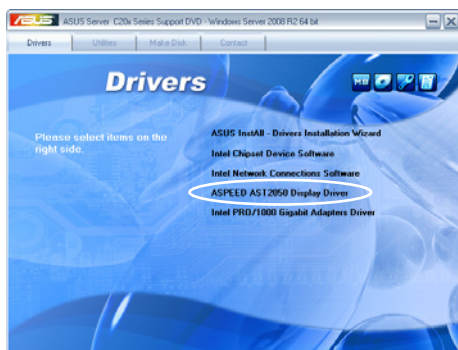 ASUS ASUS Server C20x Series Support DVD - Windows Server 2008 R2 64 bit
Drivers Utilities Make Disk Contact
Drivers
Please select items on the
right side.
ASUS InstAll - Drivers Installation Wizard
Intel Chipset Device Software
Intel Network Connections Software
ASPEED AST2050 Display Driver
Intel PRO/1000 Gigabit Adapters Driver